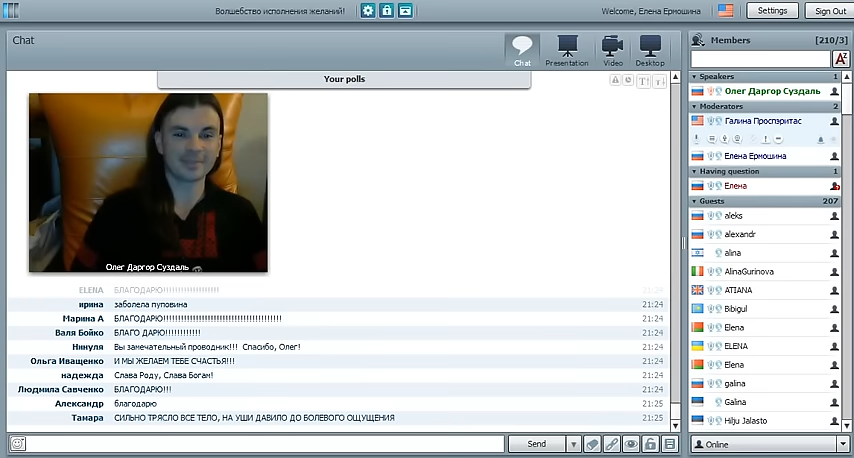 Волшебство исполнения желаний!
Welcome, Елена Ермошина
Settings
Sign Out
Chat
Chat
Presentation
Video
Desktop
Your polls
Олег Даргор Суздаль
ELENA БЛАГОДАРЮ!!!!!!!!!!!!!!!!!!! 21:24
ирина заболела пуповина 21:24
Марина А БЛАГОДАРЮ!!!!!!!!!!!!!!!!!!!!!!!!!!!!!!!!!!!!!!!! 21:24
Валя Бойко БЛАГО ДАРЮ!!!!!!!!!!!! 21:24
Нинуля Вы замечательный проводник!!! Спасибо, Олег! 21:24
Ольга Иващенко И МЫ ЖЕЛАЕМ ТЕБЕ СЧАСТЬЯ!!! 21:24
надежда Слава Роду, Слава Богам! 21:24
Людмила Савченко БЛАГОДАРЮ!!! 21:24
Александр благодарю 21:25
Тамара СИЛЬНО ТРЯСЛО ВСЕ ТЕЛО, НА УШИ ДАВИЛО ДО БОЛЕВОГО ОЩУЩЕНИЯ 21:25
Send
Members [210/3]
Speakers 1
Олег Даргор Суздаль
Moderators 2
Галина Просперитас
Елена Ермошина
Having question 1
Елена
Guests 207
aleks
alexandr
alina
AlinaGurinova
ATIANA
Bibigul
Elena
ELENA
Elena
galina
Galina
Hilju Jalasto
Online